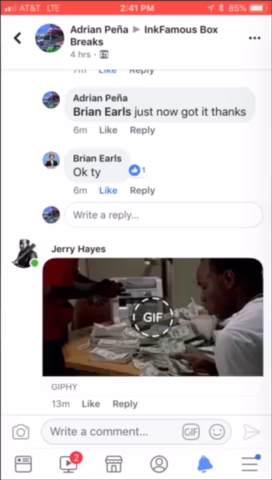 AT&T LTE 2:41 PM 85%
Adrian Peña ▶ InkFamous Box
Breaks
4 hrs ·
7m Like Reply
Adrian Peña
Brian Earls just now got it thanks
6m Like Reply
Brian Earls
Ok ty
1
6m Like Reply
Write a reply...
Jerry Hayes
GIF
GIPHY
13m Like Reply
Write a comment...
GIF
2